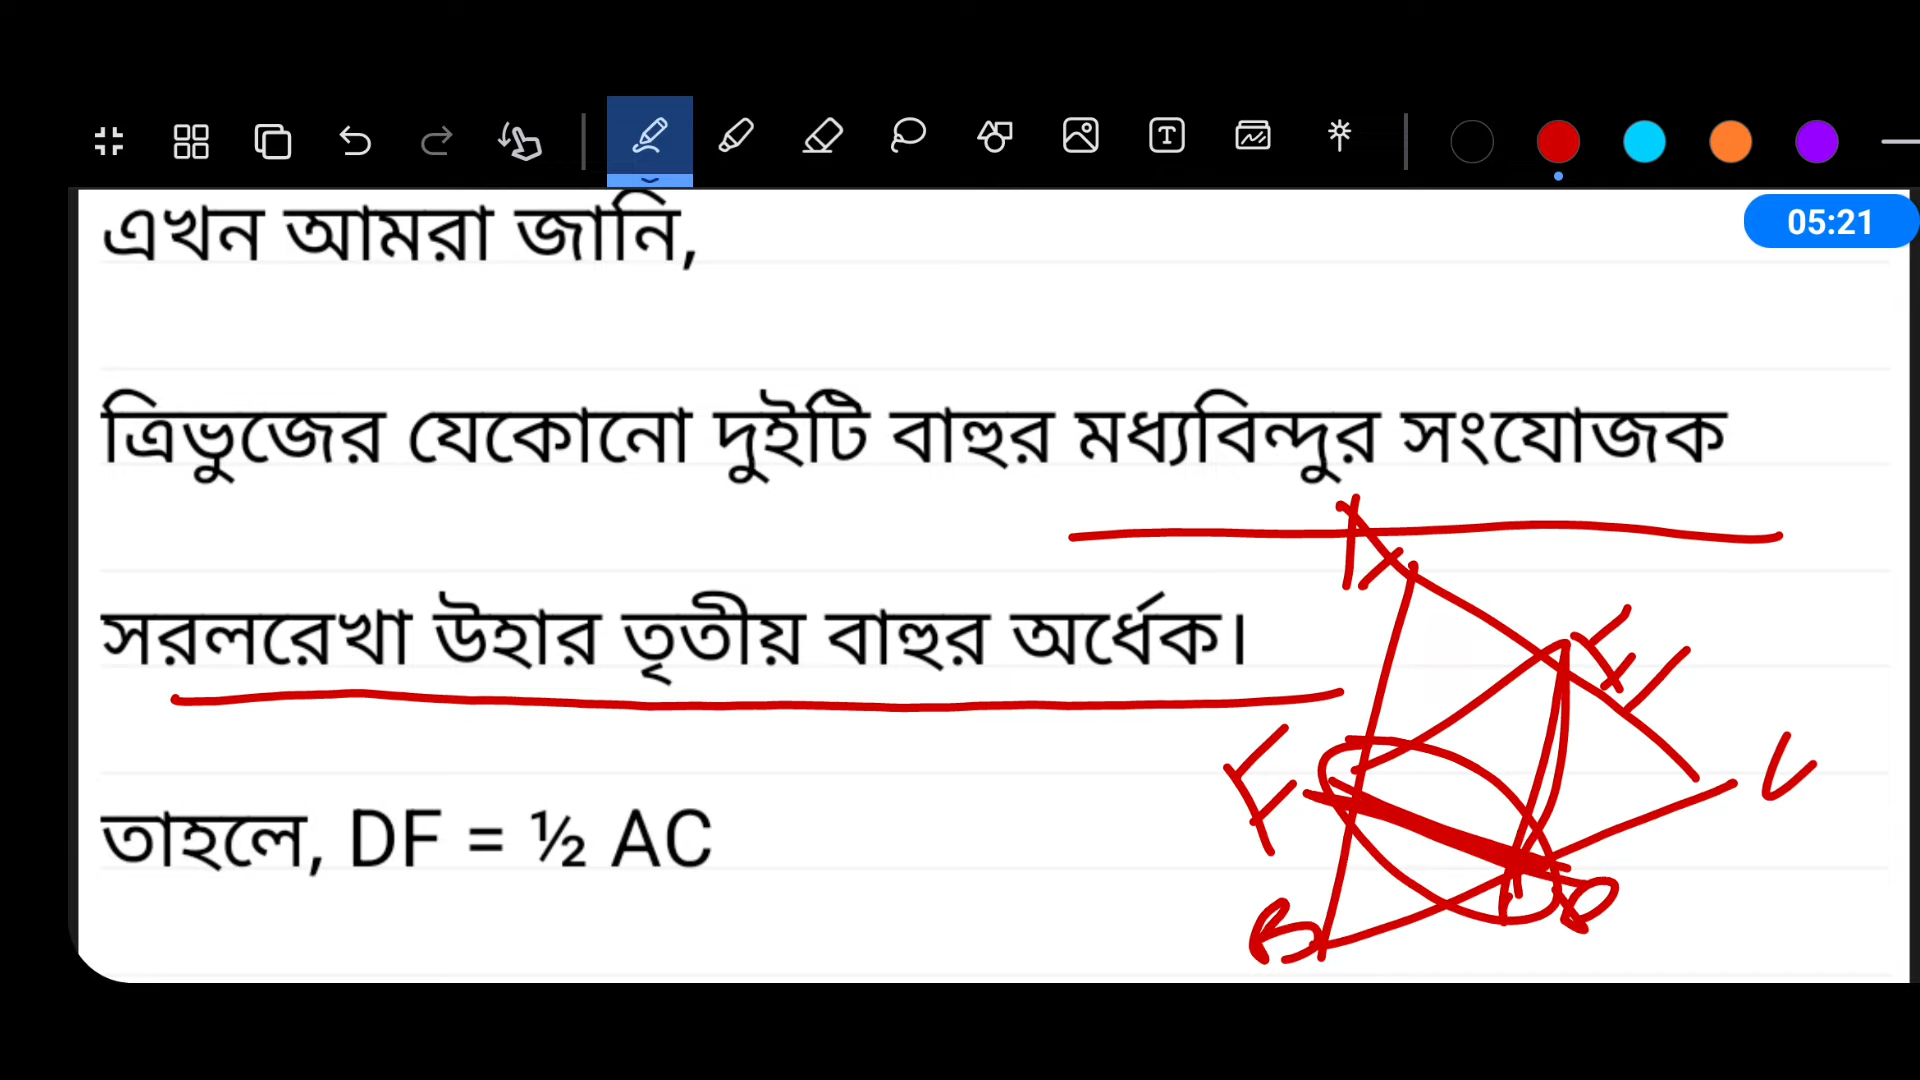 05:21
এখন আমরা জানি,
ত্রিভুজের যেকোনো দুইটি বাহুর মধ্যবিন্দুর সংযোজক
সরলরেখা উহার তৃতীয় বাহুর অর্ধেক।
তাহলে, DF = ½ AC
A
E
F
C
B
D